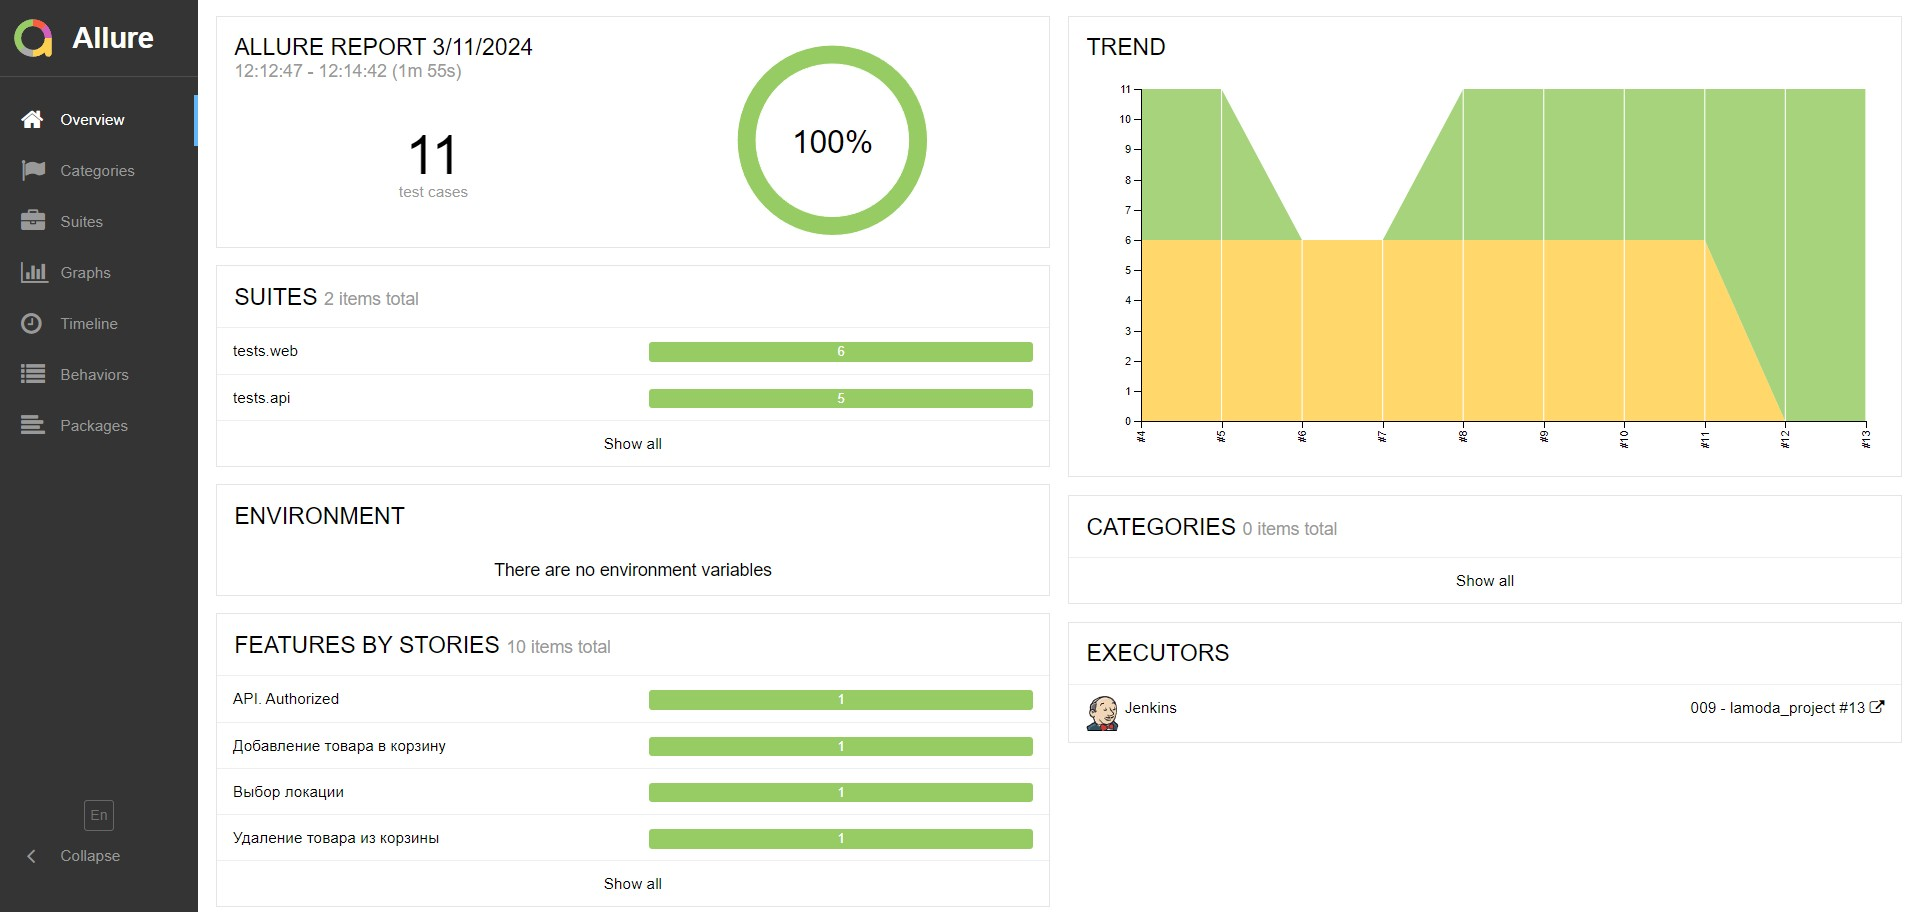 Allure
Overview
Categories
Suites
Graphs
Timeline
Behaviors
Packages
En
Collapse
ALLURE REPORT 3/11/2024
12:12:47 - 12:14:42 (1m 55s)
11
test cases
100%
SUITES 2 items total
tests.web 6
tests.api 5
Show all
ENVIRONMENT
There are no environment variables
FEATURES BY STORIES 10 items total
API. Authorized 1
Добавление товара в корзину 1
Выбор локации 1
Удаление товара из корзины 1
Show all
TREND
11
10
9
8
7
6
5
4
3
2
1
0
#4 #5 #6 #7 #8 #9 #10 #11 #12 #13
CATEGORIES 0 items total
Show all
EXECUTORS
Jenkins 009 - lamoda_project #13